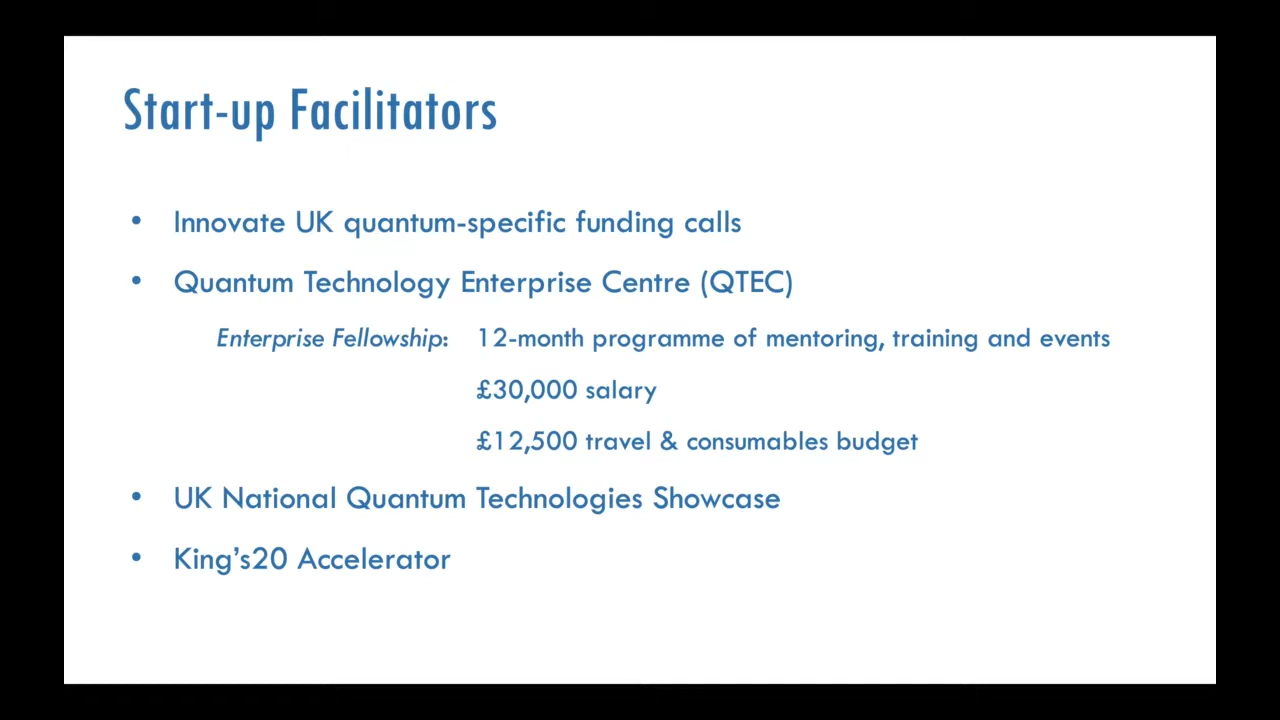 Start-up Facilitators
• Innovate UK quantum-specific funding calls
• Quantum Technology Enterprise Centre (QTEC)
Enterprise Fellowship: 12-month programme of mentoring, training and events
£30,000 salary
£12,500 travel & consumables budget
• UK National Quantum Technologies Showcase
• King’s20 Accelerator